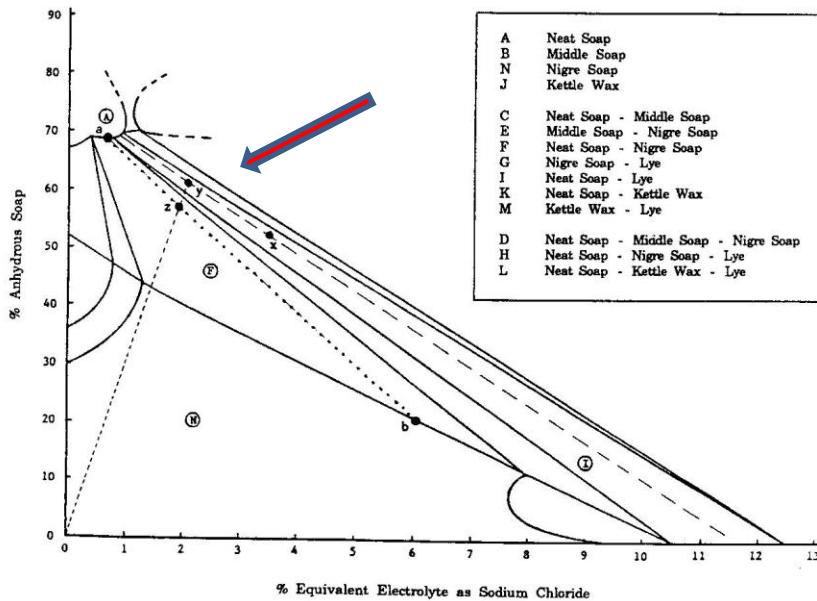 90
80
70
60
50
40
30
20
10
0
% Anhydrous Soap
A
a
y
z
x
F
N
b
I
0 1 2 3 4 5 6 7 8 9 10 11 12 13
% Equivalent Electrolyte as Sodium Chloride
A Neat Soap
B Middle Soap
N Nigre Soap
J Kettle Wax
C Neat Soap - Middle Soap
E Middle Soap - Nigre Soap
F Neat Soap - Nigre Soap
G Nigre Soap - Lye
I Neat Soap - Lye
K Neat Soap - Kettle Wax
M Kettle Wax - Lye
D Neat Soap - Middle Soap - Nigre Soap
H Neat Soap - Nigre Soap - Lye
L Neat Soap - Kettle Wax - Lye